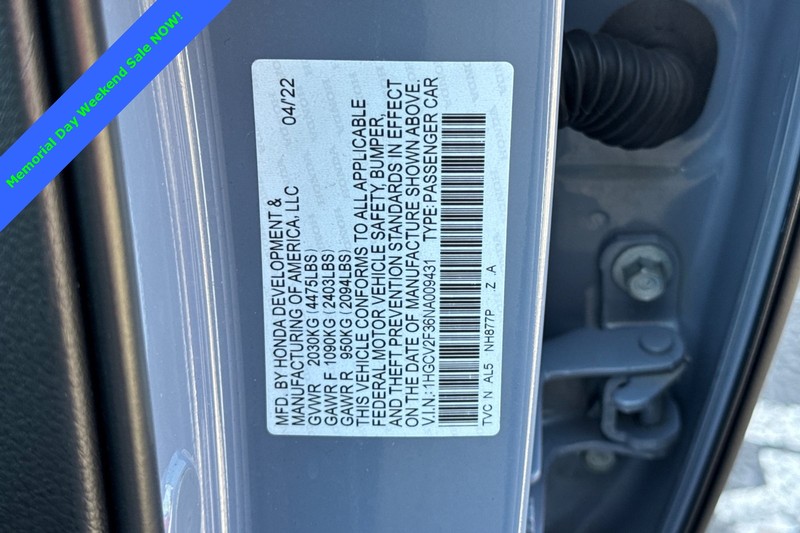 Memorial Day Weekend Sale NOW!
MFD. BY HONDA DEVELOPMENT & 04/'22
MANUFACTURING OF AMERICA, LLC
GVWR 2030KG (4475LBS)
GAWR F 1090KG (2403LBS)
GAWR R 950KG (2094LBS)
THIS VEHICLE CONFORMS TO ALL APPLICABLE
FEDERAL MOTOR VEHICLE SAFETY, BUMPER,
AND THEFT PREVENTION STANDARDS IN EFFECT
ON THE DATE OF MANUFACTURE SHOWN ABOVE.
V.I.N.:1HGCV2F36NA009431 TYPE:PASSENGER CAR
TVC N AL5 NH877P .Z .A